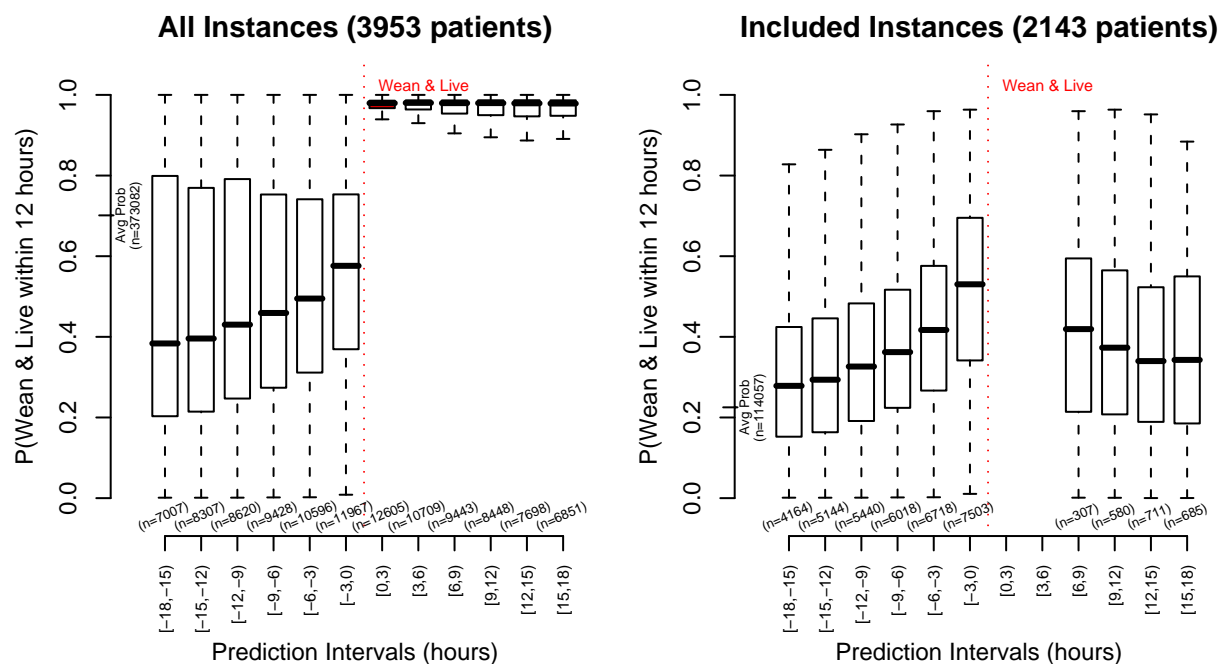 All Instances (3953 patients)
Wean & Live
P(Wean & Live within 12 hours)
0.0
0.2
0.4
0.6
0.8
1.0
Avg Prob
(n=373082)
(n=7007)
(n=8307)
(n=8620)
(n=9428)
(n=10596)
(n=11967)
(n=12605)
(n=10709)
(n=9443)
(n=8448)
(n=7698)
(n=6851)
[−18,−15)
[−15,−12)
[−12,−9)
[−9,−6)
[−6,−3)
[−3,0)
[0,3)
[3,6)
[6,9)
[9,12)
[12,15)
[15,18)
Prediction Intervals (hours)
Included Instances (2143 patients)
Wean & Live
P(Wean & Live within 12 hours)
0.0
0.2
0.4
0.6
0.8
1.0
Avg Prob
(n=114057)
(n=4164)
(n=5144)
(n=5440)
(n=6018)
(n=6718)
(n=7503)
(n=307)
(n=580)
(n=711)
(n=685)
[−18,−15)
[−15,−12)
[−12,−9)
[−9,−6)
[−6,−3)
[−3,0)
[0,3)
[3,6)
[6,9)
[9,12)
[12,15)
[15,18)
Prediction Intervals (hours)